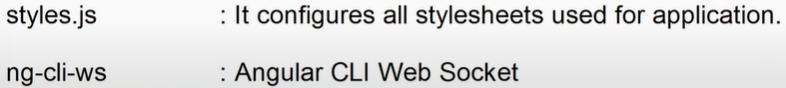 styles.js : It configures all stylesheets used for application.
ng-cli-ws : Angular CLI Web Socket